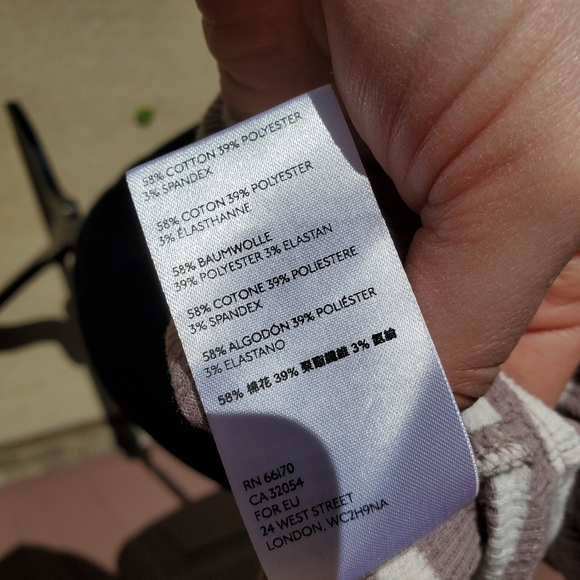 58% COTTON 39% POLYESTER
3% SPANDEX
58% COTON 39% POLYESTER
3% ÉLASTHANNE
58% BAUMWOLLE
39% POLYESTER 3% ELASTAN
58% COTONE 39% POLIESTERE
3% SPANDEX
58% ALGODÓN 39% POLIÉSTER
3% ELASTANO
58% 棉花 39% 聚酯纖維 3% 氨綸
RN 66170
CA 32054
FOR EU
24 WEST STREET
LONDON, WC2H9NA